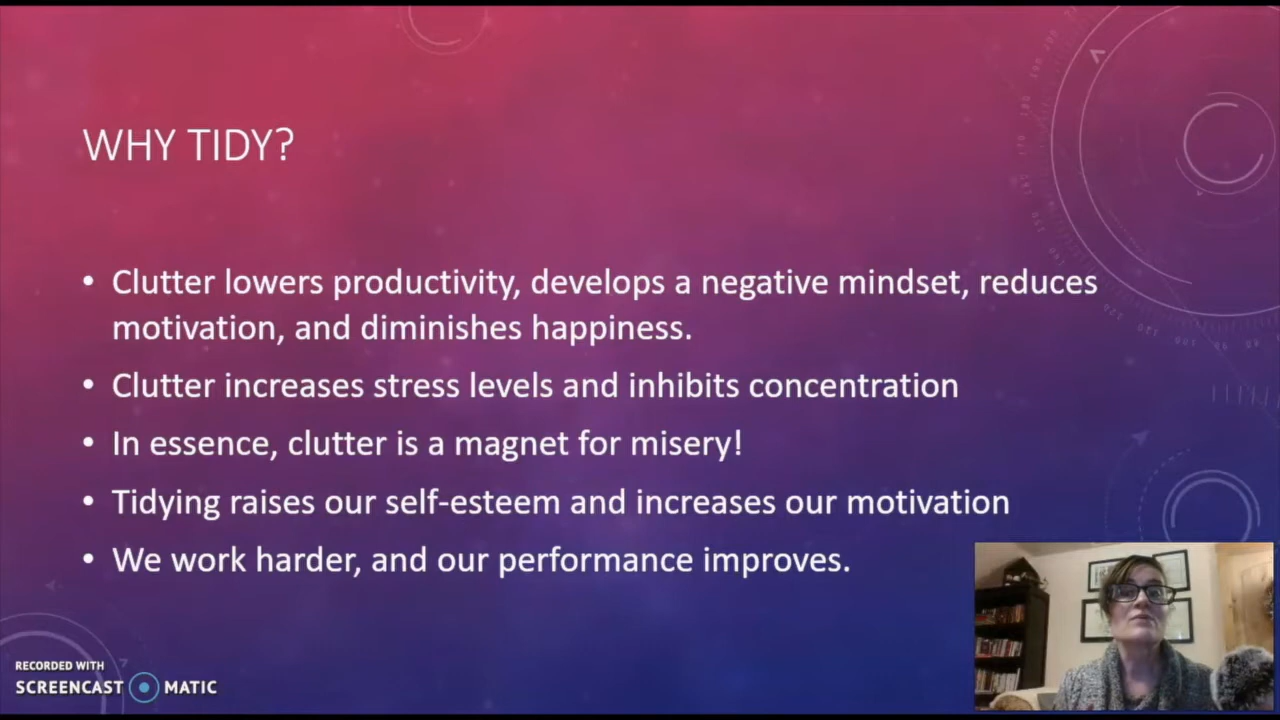 WHY TIDY?
• Clutter lowers productivity, develops a negative mindset, reduces
motivation, and diminishes happiness.
• Clutter increases stress levels and inhibits concentration
• In essence, clutter is a magnet for misery!
• Tidying raises our self-esteem and increases our motivation
• We work harder, and our performance improves.
RECORDED WITH
SCREENCAST MATIC